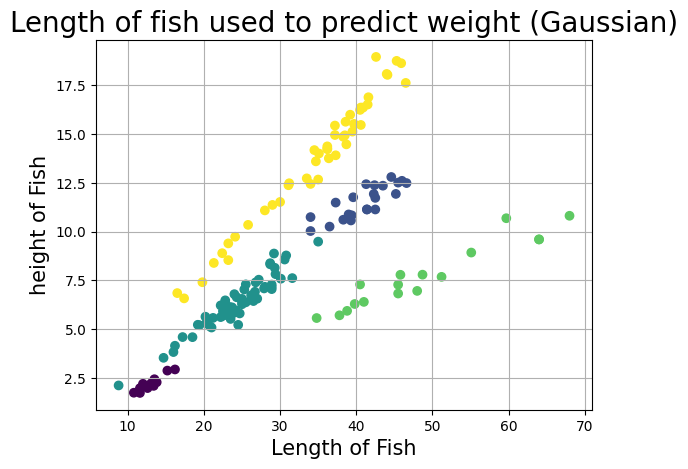 Length of fish used to predict weight (Gaussian)
height of Fish
17.5
15.0
12.5
10.0
7.5
5.0
2.5
10 20 30 40 50 60 70
Length of Fish